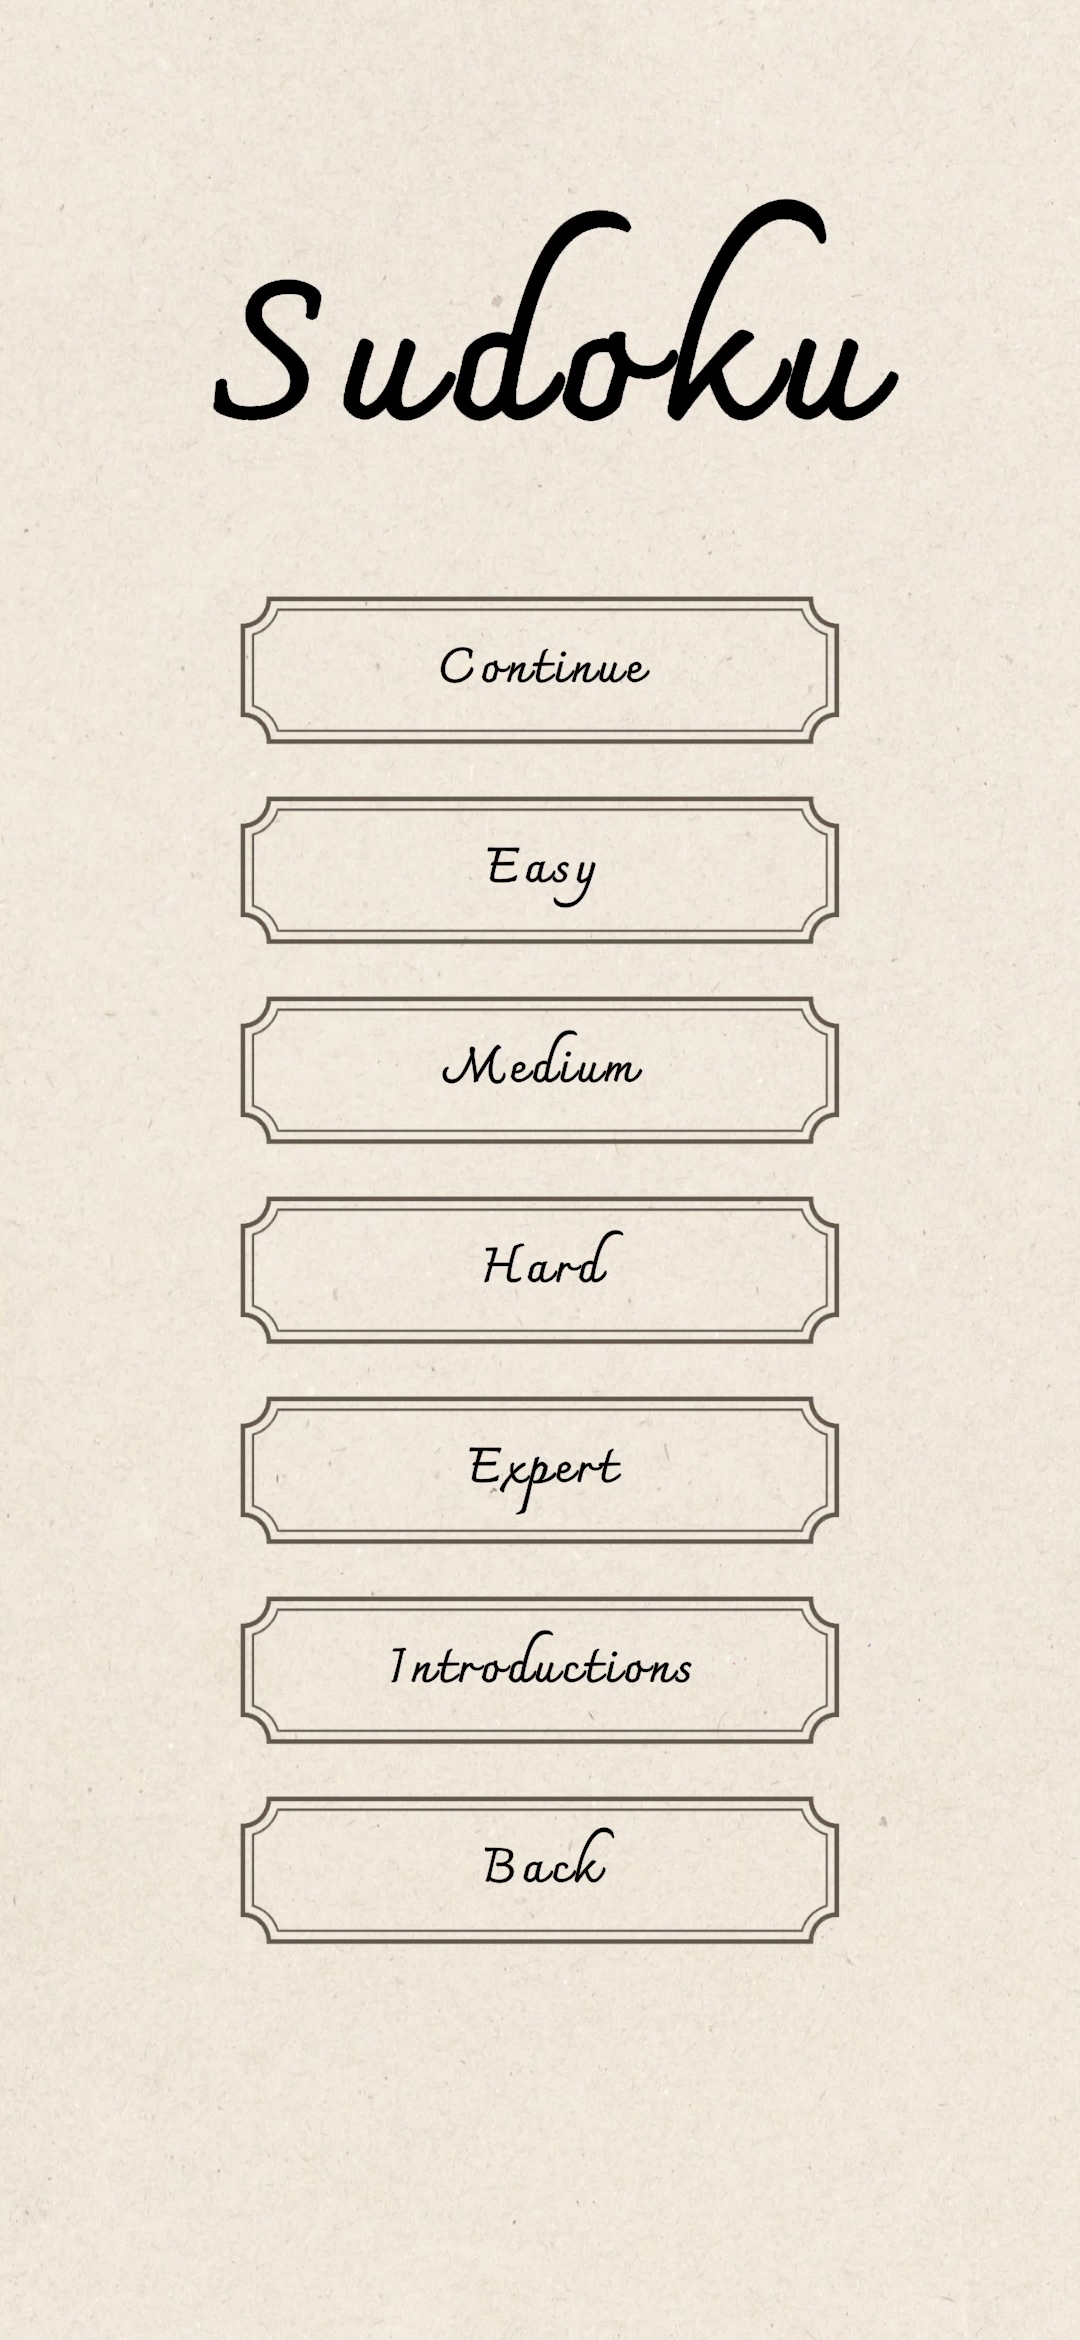 Sudoku
Continue
Easy
Medium
Hard
Expert
Introductions
Back